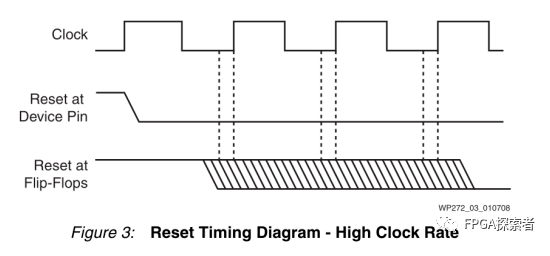 Clock
Reset at
Device Pin
Reset at
Flip-Flops
WP272_03_010708
FPGA探索者
Figure 3: Reset Timing Diagram - High Clock Rate